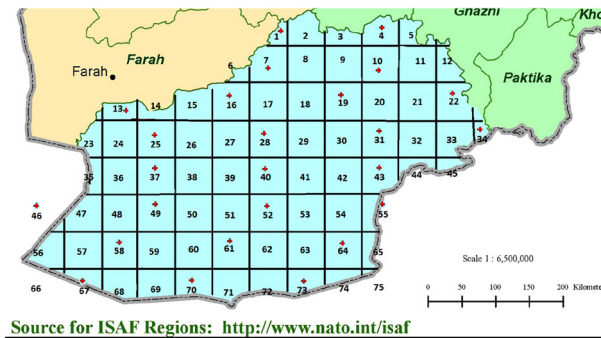 Ghazni
Kho
1 2 3 4 5
Farah
6 7 8 9 10 11 12
Farah
Paktika
13 14 15 16 17 18 19 20 21 22
23 24 25 26 27 28 29 30 31 32 33 34
35 36 37 38 39 40 41 42 43 44 45
46 47 48 49 50 51 52 53 54 55
56 57 58 59 60 61 62 63 64 65
Scale 1 : 6,500,000
66 67 68 69 70 71 72 73 74 75
Kilomete
0 50 100 150 200
Source for ISAF Regions: http://www.nato.int/isaf